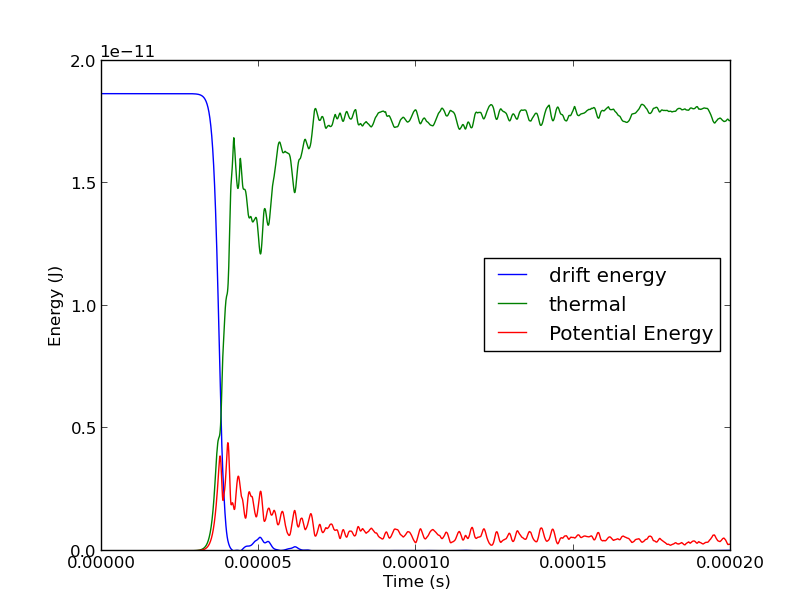 1e−11
2.0
1.5
1.0
0.5
0.0
Energy (J)
drift energy
thermal
Potential Energy
0.00000 0.00005 0.00010 0.00015 0.00020
Time (s)